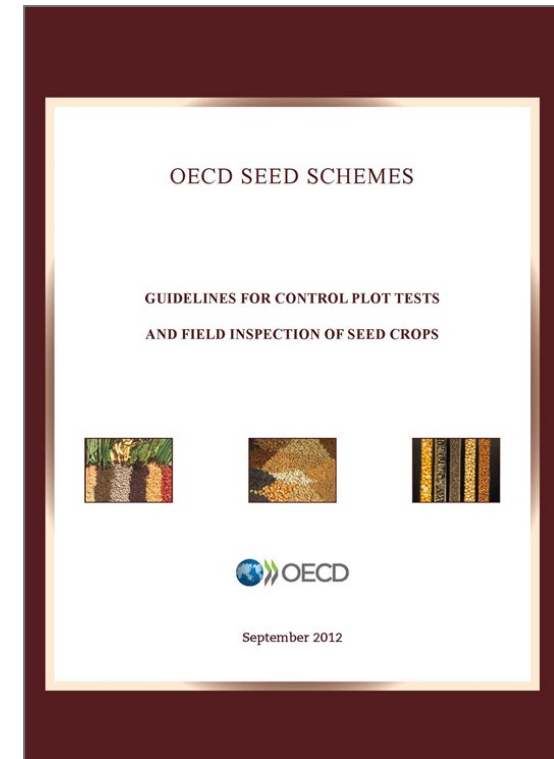 OECD SEED SCHEMES
GUIDELINES FOR CONTROL PLOT TESTS
AND FIELD INSPECTION OF SEED CROPS
OECD
September 2012